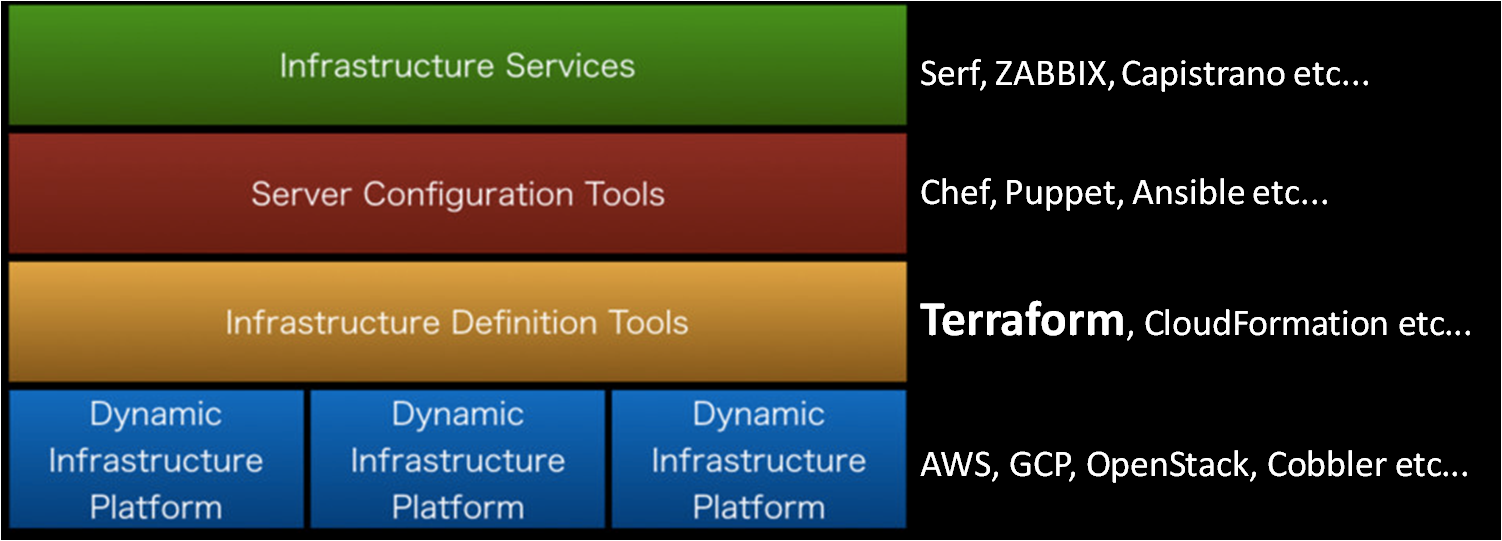 Infrastructure Services
Serf, ZABBIX, Capistrano etc...
Server Configuration Tools
Chef, Puppet, Ansible etc...
Infrastructure Definition Tools
Terraform, CloudFormation etc...
Dynamic
Infrastructure
Platform
Dynamic
Infrastructure
Platform
Dynamic
Infrastructure
Platform
AWS, GCP, OpenStack, Cobbler etc...